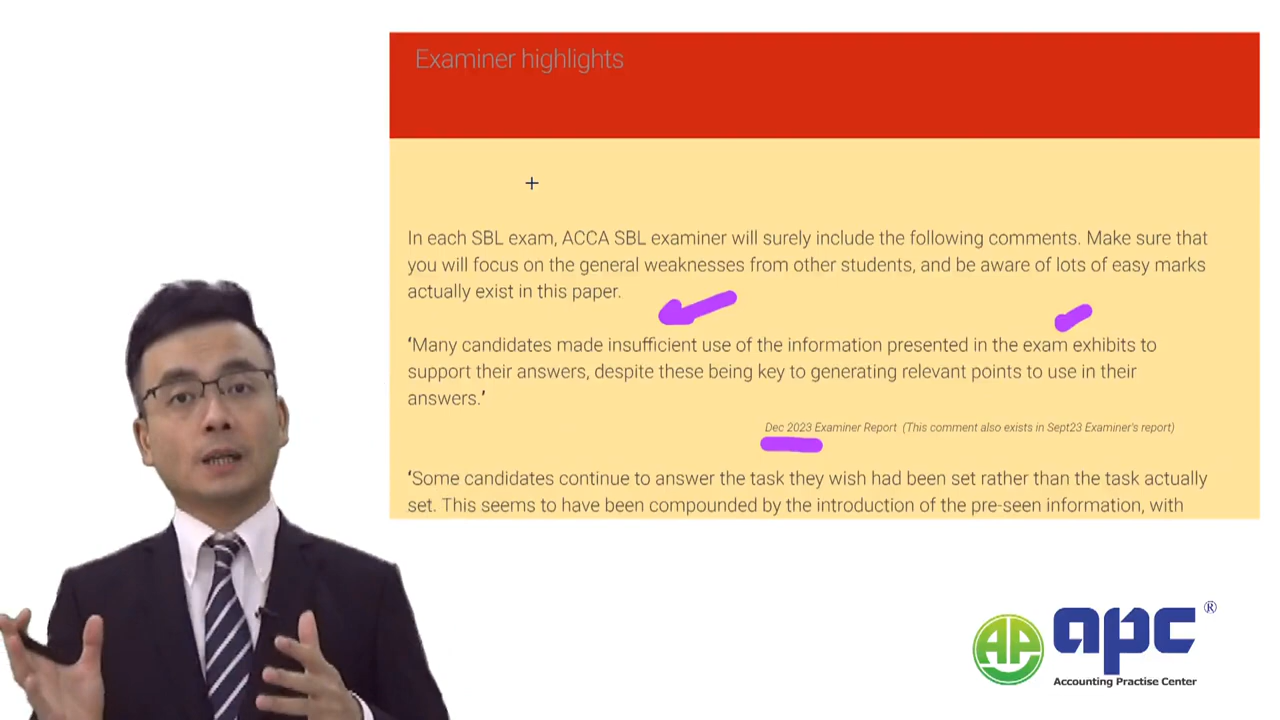 Examiner highlights
In each SBL exam, ACCA SBL examiner will surely include the following comments. Make sure that
you will focus on the general weaknesses from other students, and be aware of lots of easy marks
actually exist in this paper.
‘Many candidates made insufficient use of the information presented in the exam exhibits to
support their answers, despite these being key to generating relevant points to use in their
answers.’
Dec 2023 Examiner Report (This comment also exists in Sept23 Examiner's report)
‘Some candidates continue to answer the task they wish had been set rather than the task actually
set. This seems to have been compounded by the introduction of the pre-seen information, with
AP apc ®
Accounting Practise Center